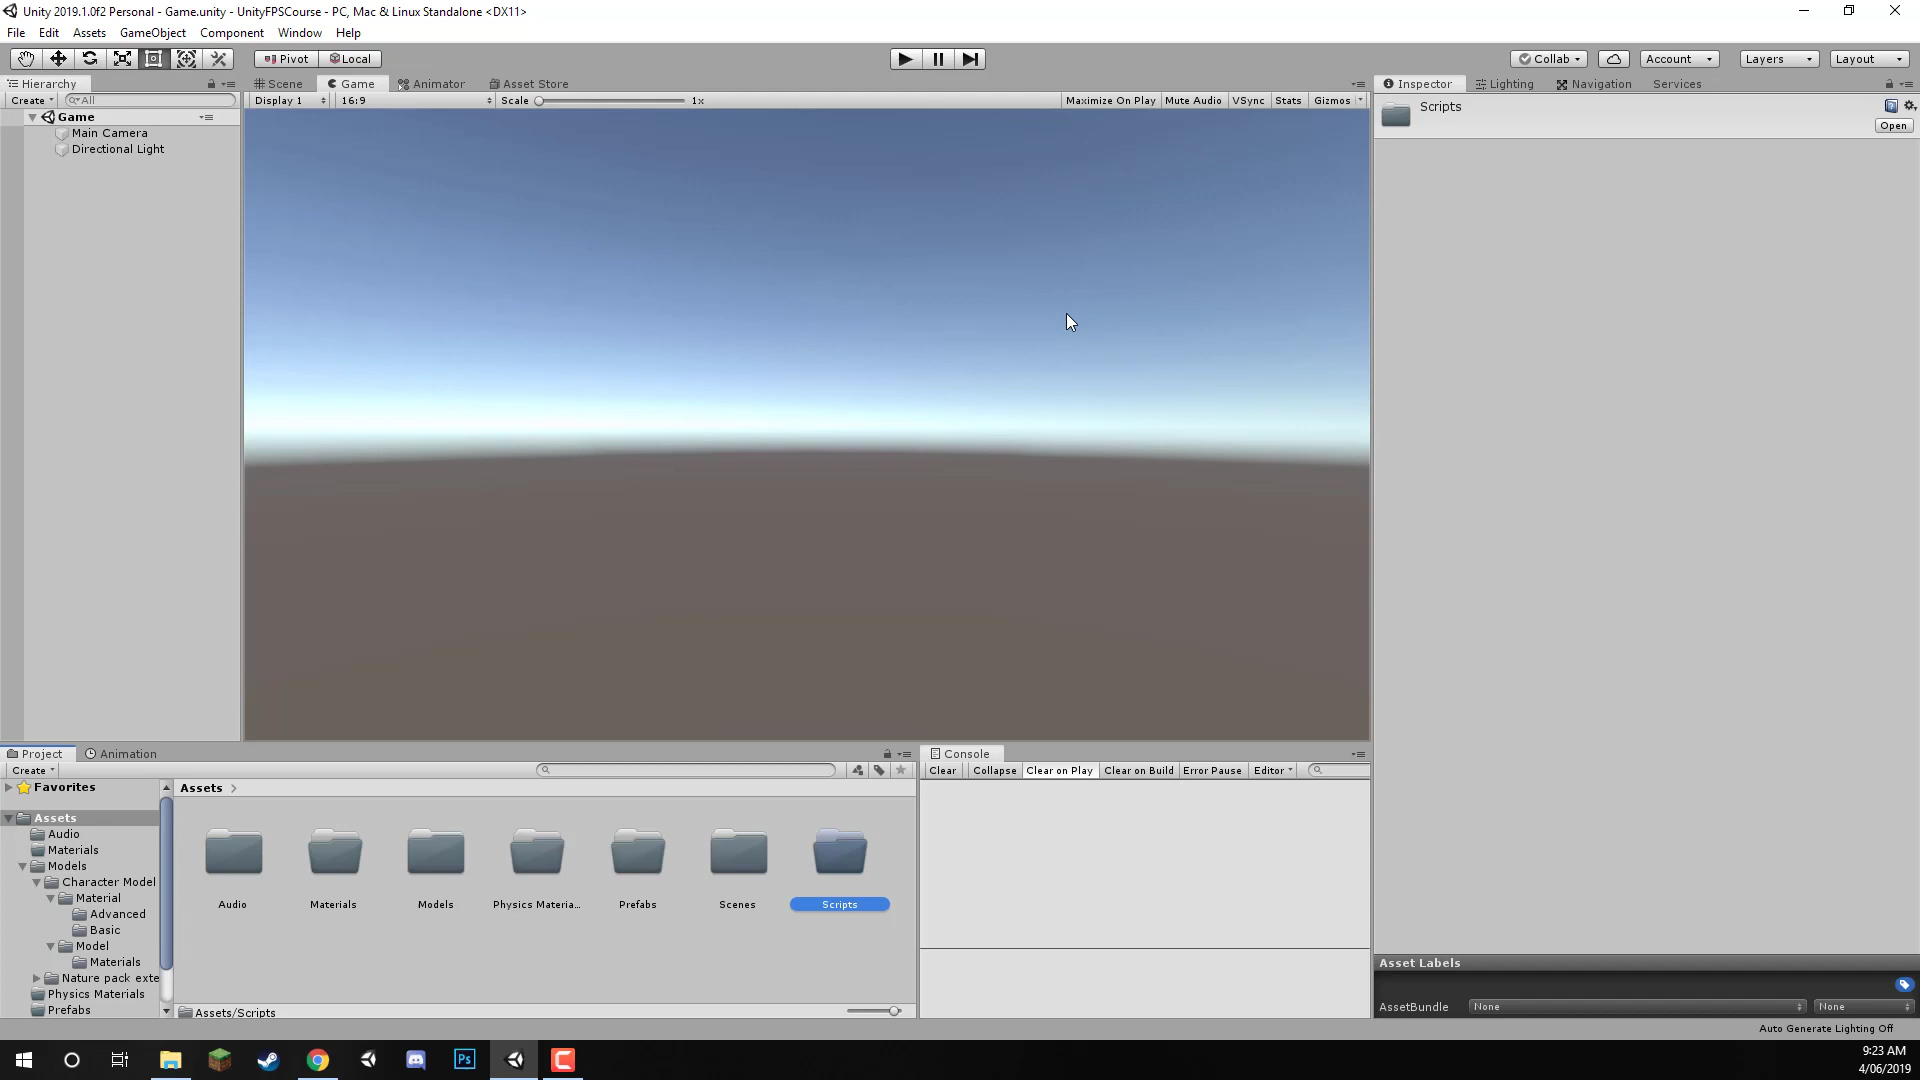 Unity 2019.1.0f2 Personal - Game.unity - UnityFPSCourse - PC, Mac & Linux Standalone <DX11>
File Edit Assets GameObject Component Window Help
Pivot Local
Collab Account Layers Layout
Hierarchy
Create All
Game
Main Camera
Directional Light
Scene Game Animator Asset Store
Display 1 16:9 Scale 1x Maximize On Play Mute Audio VSync Stats Gizmos
Inspector Lighting Navigation Services
Scripts
Open
Project Animation
Create
Favorites
Assets
Audio
Materials
Models
Character Model
Material
Advanced
Basic
Model
Materials
Nature pack exte
Physics Materials
Prefabs
Assets
Audio Materials Models Physics Materia... Prefabs Scenes Scripts
Assets/Scripts
Console
Clear Collapse Clear on Play Clear on Build Error Pause Editor
Asset Labels
AssetBundle None None
Auto Generate Lighting Off
Ps
9:23 AM
4/06/2019